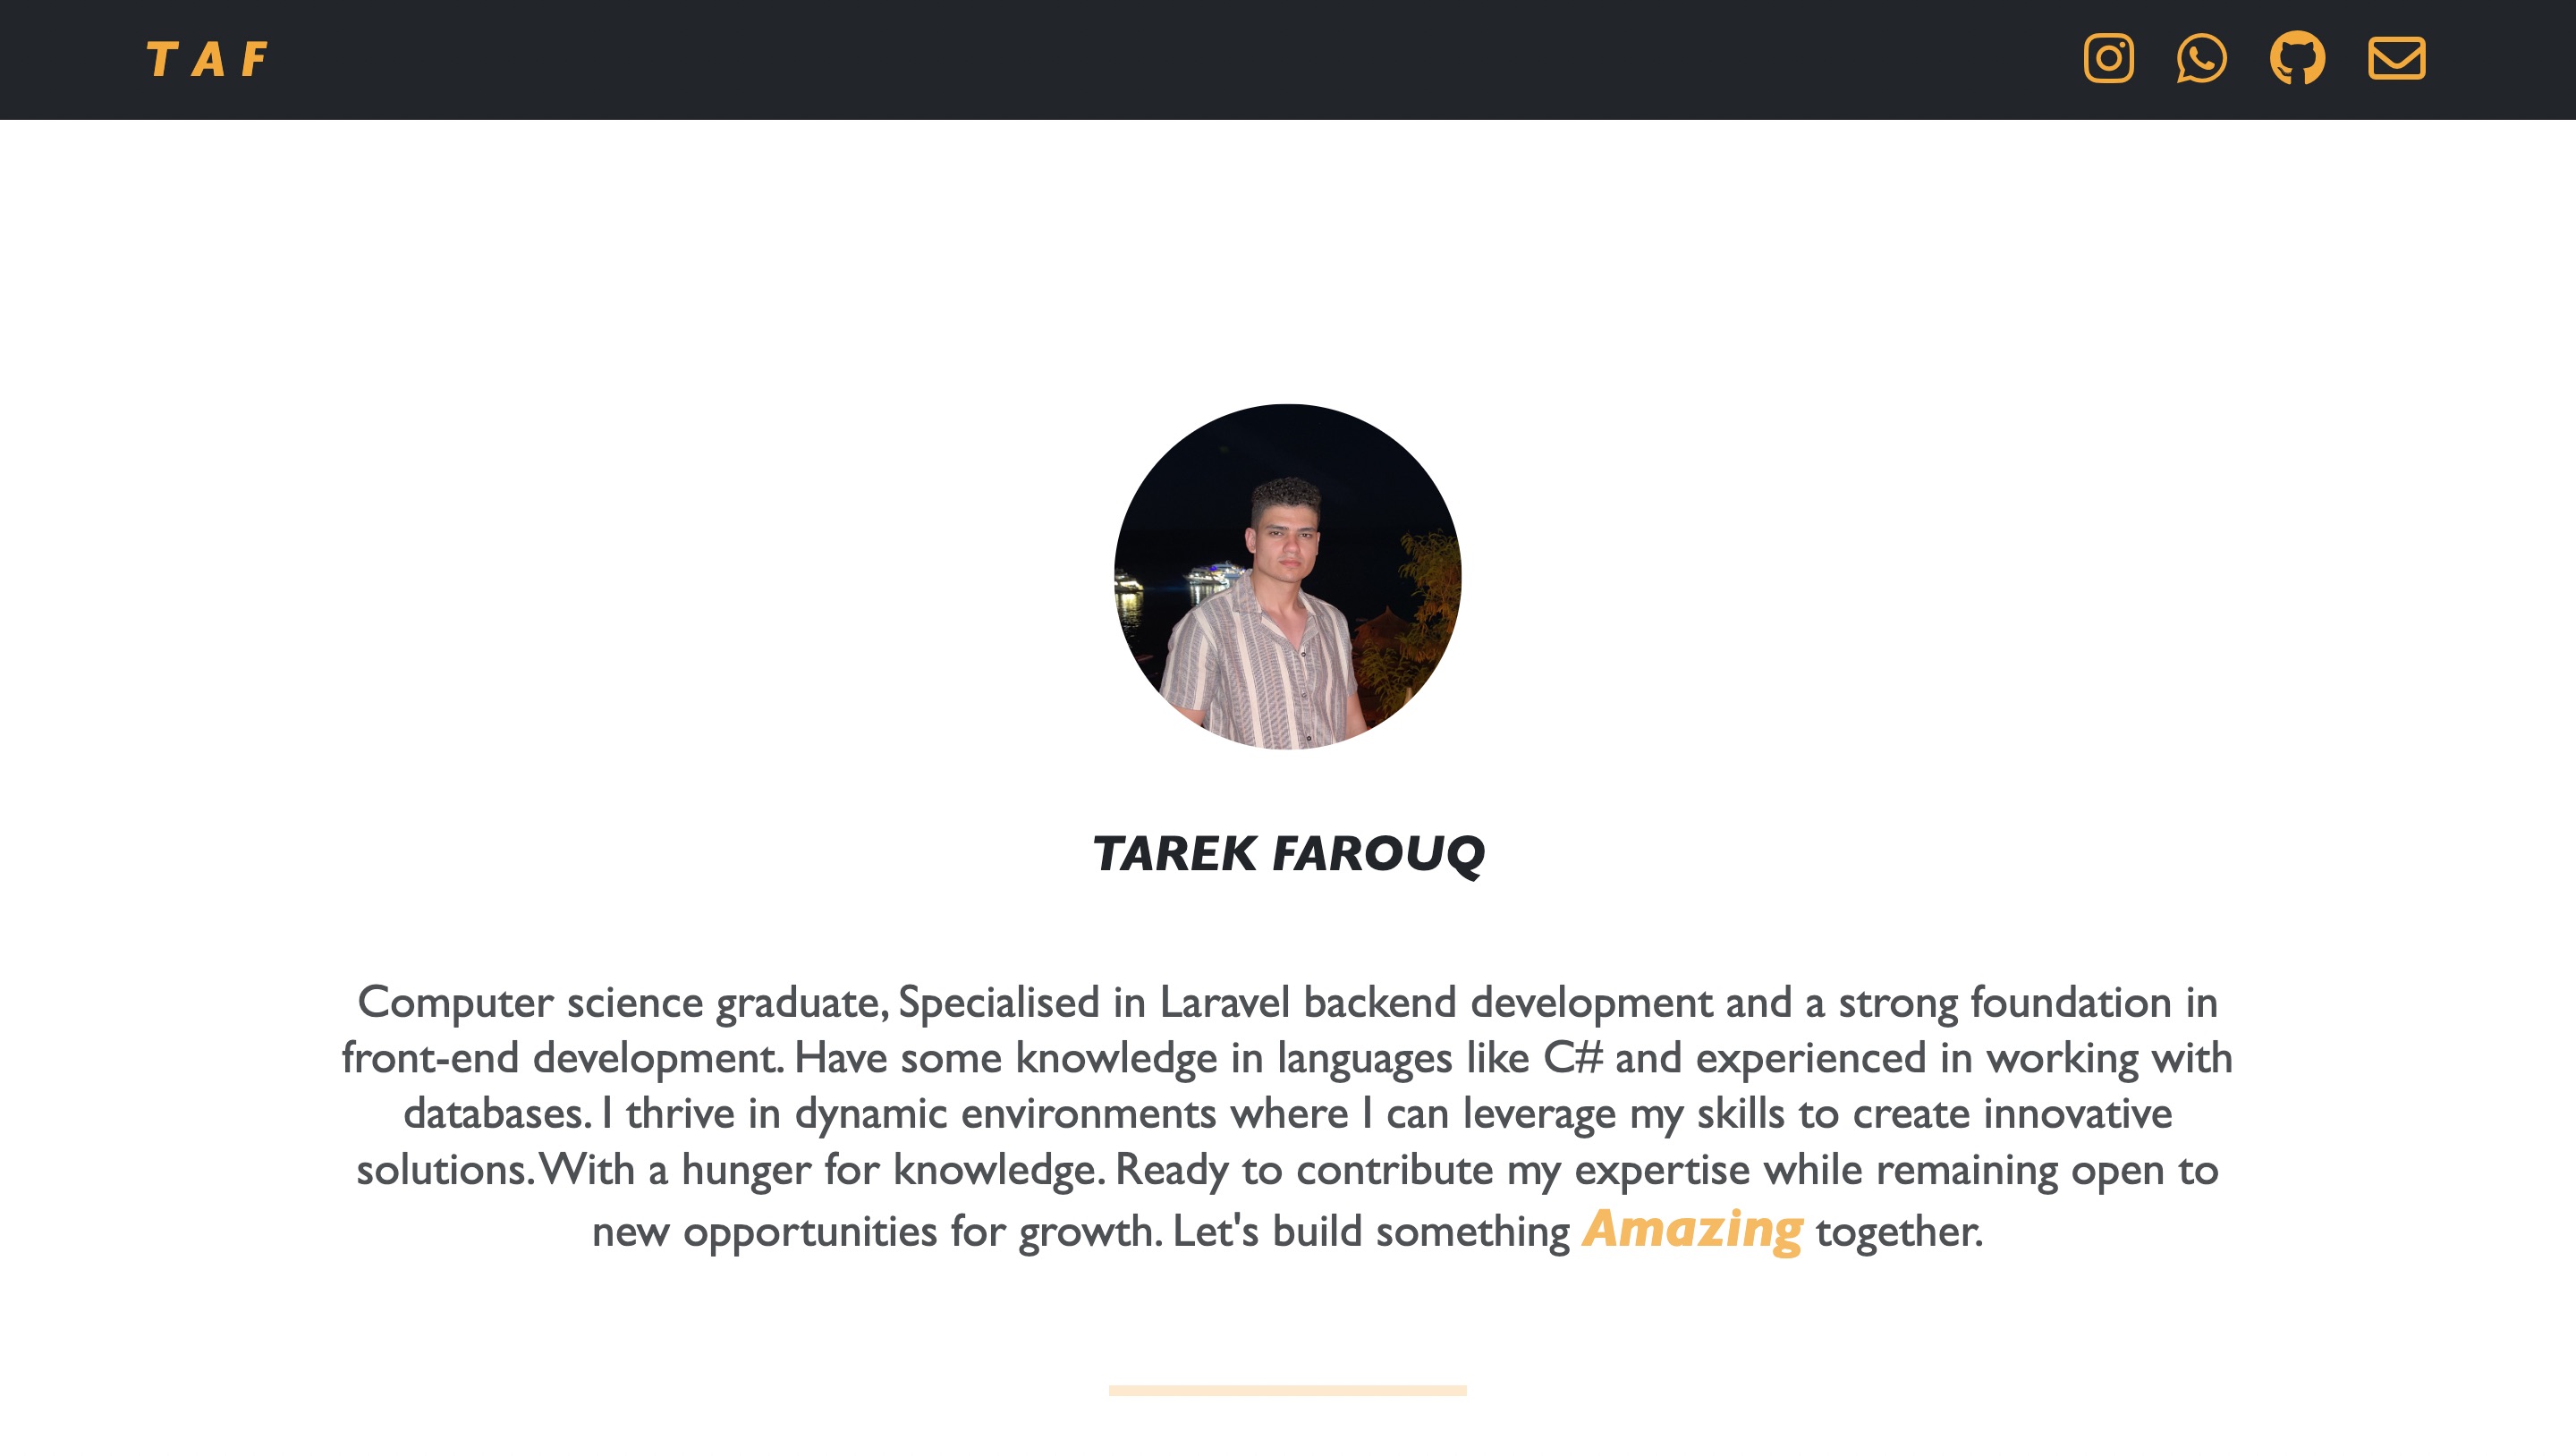 T A F
TAREK FAROUQ
Computer science graduate, Specialised in Laravel backend development and a strong foundation in
front-end development. Have some knowledge in languages like C# and experienced in working with
databases. I thrive in dynamic environments where I can leverage my skills to create innovative
solutions. With a hunger for knowledge. Ready to contribute my expertise while remaining open to
new opportunities for growth. Let's build something Amazing together.